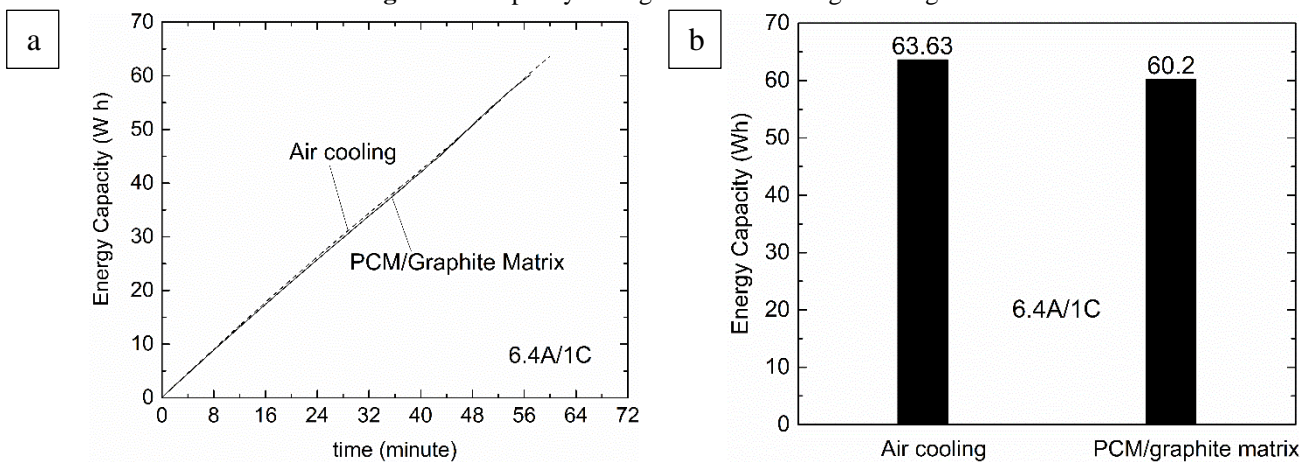 a
70
60
50
40
30
20
10
0
Energy Capacity (W h)
Air cooling
PCM/Graphite Matrix
6.4A/1C
0 8 16 24 32 40 48 56 64 72
time (minute)
b
70
60
50
40
30
20
10
0
Energy Capacity (Wh)
63.63
60.2
6.4A/1C
Air cooling PCM/graphite matrix